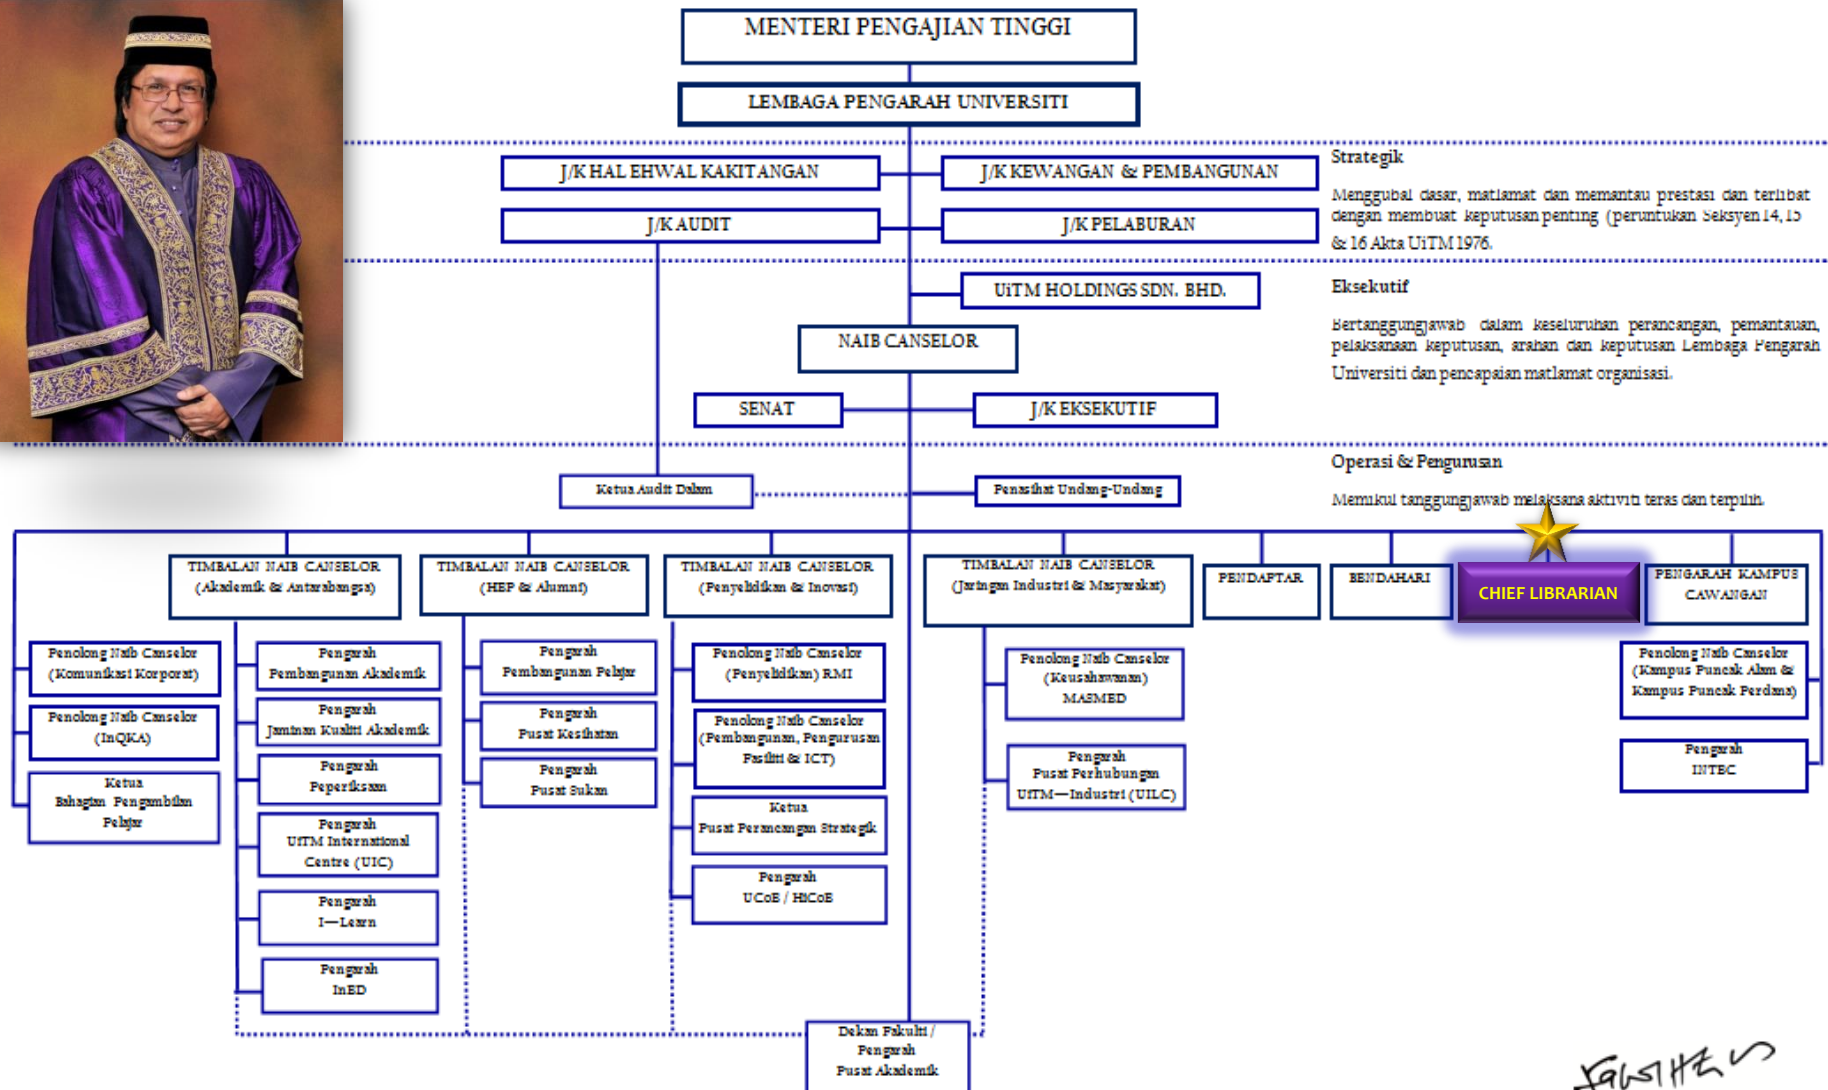 MENTERI PENGAJIAN TINGGI
LEMBAGA PENGARAH UNIVERSITI
J/K HAL EHWAL KAKITANGAN
J/K KEWANGAN & PEMBANGUNAN
J/K AUDIT
J/K PELABURAN
Strategik
Menggubal dasar, matlamat dan memantau prestasi dan terlibat
dengan membuat keputusan penting (peruntukan Seksyen 14, 15
& 16 Akta UiTM 1976.
UiTM HOLDINGS SDN. BHD.
NAIB CANSELOR
SENAT
J/K EKSEKUTIF
Eksekutif
Bertanggungjawab dalam keseluruhan perancangan, pemantauan,
pelaksanaan keputusan, arahan dan keputusan Lembaga Pengarah
Universiti dan pencapaian matlamat organisasi.
Ketua Audit Dalam
Penasihat Undang-Undang
Operasi & Pengurusan
Memikul tanggungjawab melaksana aktiviti teras dan terpilih.
TIMBALAN NAIB CANSELOR
(Akademik & Antarabangsa)
TIMBALAN NAIB CANSELOR
(HEP & Alumni)
TIMBALAN NAIB CANSELOR
(Penyelidikan & Inovasi)
TIMBALAN NAIB CANSELOR
(Jaringan Industri & Masyarakat)
PENDAPTAR
BENDAHARI
CHIEF LIBRARIAN
PENGARAH KAMPUS
CAWANGAN
Penolong Naib Canselor
(Komunikasi Korporat)
Penolong Naib Canselor
(InQKA)
Ketua
Bahagian Pengambilan
Pelajar
Pengarah
Pembangunan Akademik
Pengarah
Jaminan Kualiti Akademik
Pengarah
Peperiksaan
Pengarah
UiTM International
Centre (UIC)
Pengarah
I—Learn
Pengarah
InED
Pengarah
Pembangunan Pelajar
Pengarah
Pusat Kesihatan
Pengarah
Pusat Sukan
Penolong Naib Canselor
(Penyelidikan) RMI
Penolong Naib Canselor
(Pembangunan, Pengurusan
Fasiliti & ICT)
Ketua
Pusat Perancangan Strategik
Pengarah
UCoE / HiCoE
Penolong Naib Canselor
(Keusahawanan)
MASMED
Pengarah
Pusat Perhubungan
UiTM—Industri (UILC)
Penolong Naib Canselor
(Kampus Puncak Alam &
Kampus Puncak Perdana)
Pengarah
INTEC
Dekan Fakulti /
Pengarah
Pusat Akademik